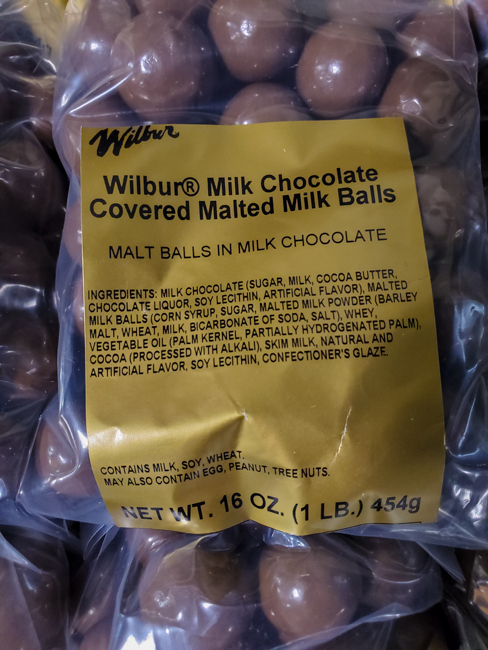 Wilbur
Wilbur® Milk Chocolate
Covered Malted Milk Balls
MALT BALLS IN MILK CHOCOLATE
INGREDIENTS: MILK CHOCOLATE (SUGAR, MILK, COCOA BUTTER,
CHOCOLATE LIQUOR, SOY LECITHIN, ARTIFICIAL FLAVOR), MALTED
MILK BALLS (CORN SYRUP, SUGAR, MALTED MILK POWDER (BARLEY
MALT, WHEAT, MILK, BICARBONATE OF SODA, SALT), WHEY,
VEGETABLE OIL (PALM KERNEL, PARTIALLY HYDROGENATED PALM),
COCOA (PROCESSED WITH ALKALI), SKIM MILK, NATURAL AND
ARTIFICIAL FLAVOR, SOY LECITHIN, CONFECTIONER'S GLAZE.
CONTAINS MILK, SOY, WHEAT.
MAY ALSO CONTAIN EGG, PEANUT, TREE NUTS.
NET WT. 16 OZ. (1 LB.) 454g